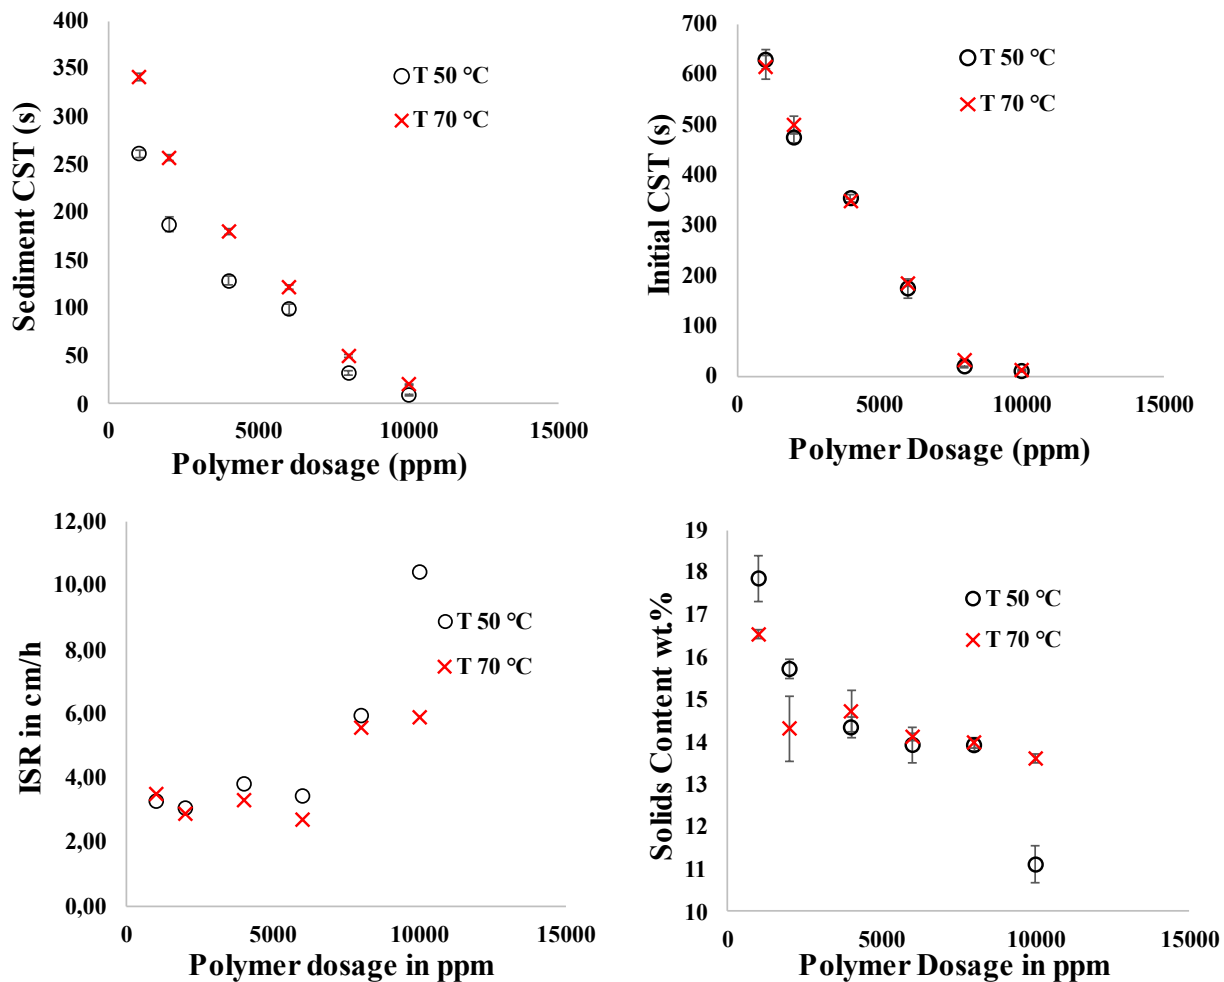 Sediment CST (s)
400
350
300
250
200
150
100
50
0
0 5000 10000 15000
Polymer dosage (ppm)
T 50 °C
T 70 °C
Initial CST (s)
700
600
500
400
300
200
100
0
0 5000 10000 15000
Polymer Dosage (ppm)
T 50 °C
T 70 °C
ISR in cm/h
12,00
10,00
8,00
6,00
4,00
2,00
0,00
0 5000 10000 15000
Polymer dosage in ppm
T 50 °C
T 70 °C
Solids Content wt.%
19
18
17
16
15
14
13
12
11
10
0 5000 10000 15000
Polymer Dosage in ppm
T 50 °C
T 70 °C